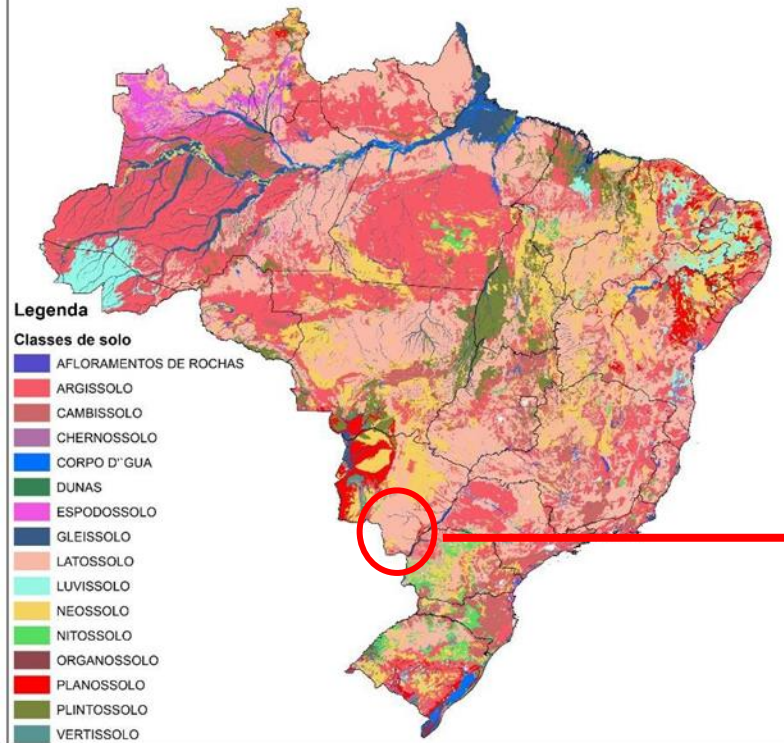 Legenda
Classes de solo
AFLORAMENTOS DE ROCHAS
ARGISSOLO
CAMBISSOLO
CHERNOSSOLO
CORPO D'`GUA
DUNAS
ESPODOSSOLO
GLEISSOLO
LATOSSOLO
LUVISSOLO
NEOSSOLO
NITOSSOLO
ORGANOSSOLO
PLANOSSOLO
PLINTOSSOLO
VERTISSOLO